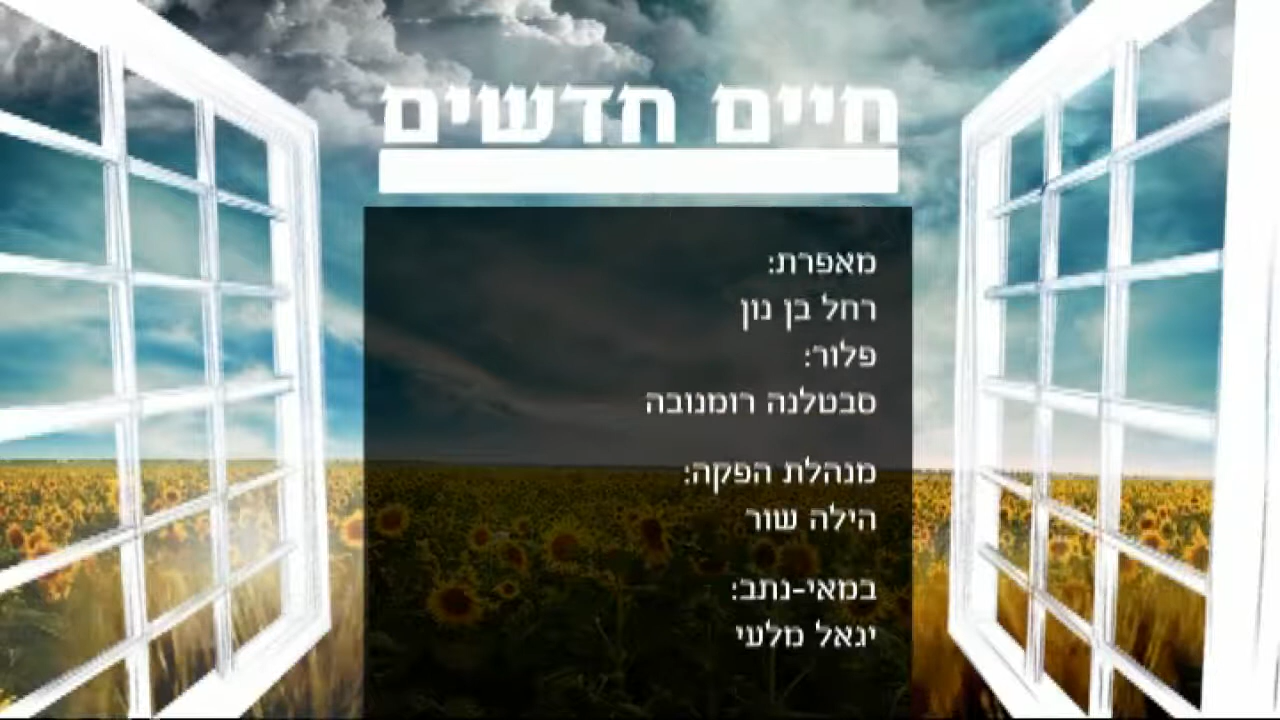 חיים חדשים
מאפרת:
רחל בן נון
פלור:
סבטלנה רומנובה
מנהלת הפקה:
הילה שור
במאי-נתב:
יגאל מלעי